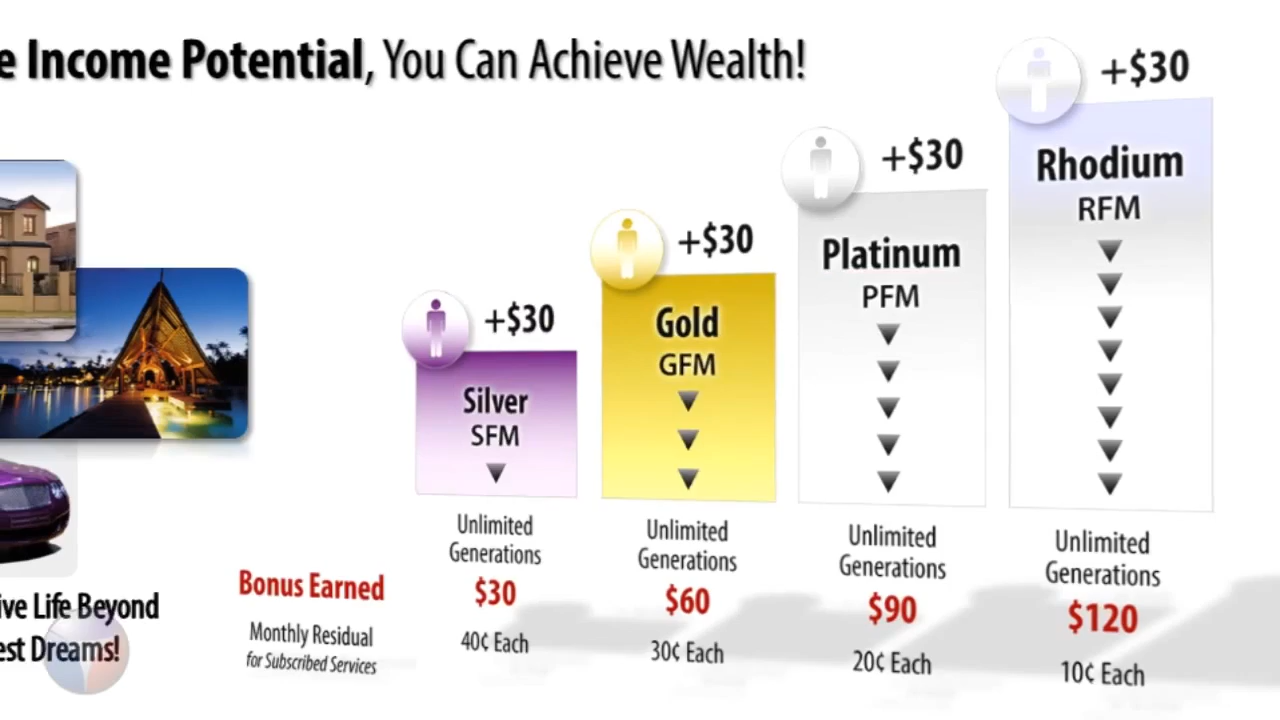 e Income Potential, You Can Achieve Wealth!
+$30
Rhodium
RFM
+$30
Platinum
PFM
+$30
Gold
GFM
+$30
Silver
SFM
Unlimited
Generations
Unlimited
Generations
Unlimited
Generations
Unlimited
Generations
Bonus Earned
$30
$60
$90
$120
Monthly Residual
for Subscribed Services
40¢ Each
30¢ Each
20¢ Each
10¢ Each
ive Life Beyond
est Dreams!